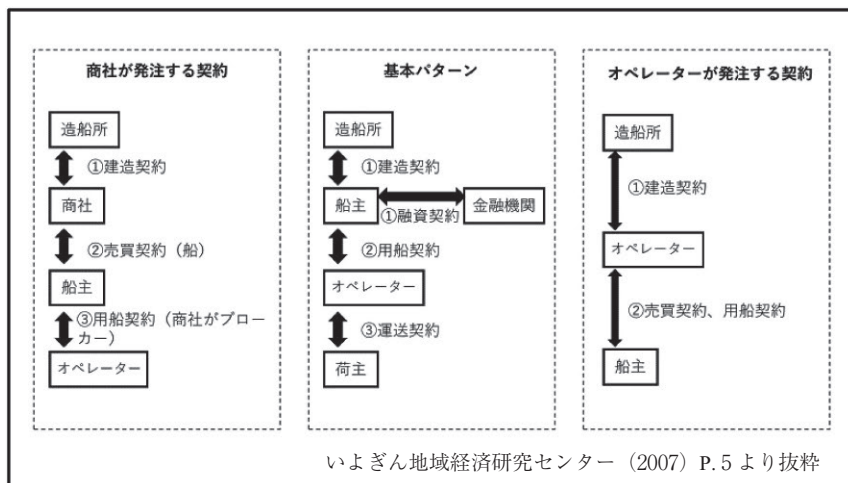 商社が発注する契約
造船所
①建造契約
商社
②売買契約（船）
船主
③用船契約（商社がブロー
カー）
オペレーター
基本パターン
造船所
①建造契約
船主
①融資契約
金融機関
②用船契約
オペレーター
③運送契約
荷主
オペレーターが発注する契約
造船所
①建造契約
オペレーター
②売買契約、用船契約
船主
いよぎん地域経済研究センター（2007）P.5より抜粋